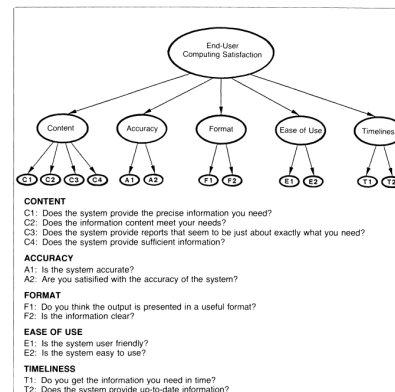 End-User
Computing Satisfaction
Content Accuracy Format Ease of Use Timelines
C1 C2 C3 C4 A1 A2 F1 F2 E1 E2 T1 T2
CONTENT
C1: Does the system provide the precise information you need?
C2: Does the information content meet your needs?
C3: Does the system provide reports that seem to be just about exactly what you need?
C4: Does the system provide sufficient information?
ACCURACY
A1: Is the system accurate?
A2: Are you satisified with the accuracy of the system?
FORMAT
F1: Do you think the output is presented in a useful format?
F2: Is the information clear?
EASE OF USE
E1: Is the system user friendly?
E2: Is the system easy to use?
TIMELINESS
T1: Do you get the information you need in time?
T2: Does the system provide up-to-date information?